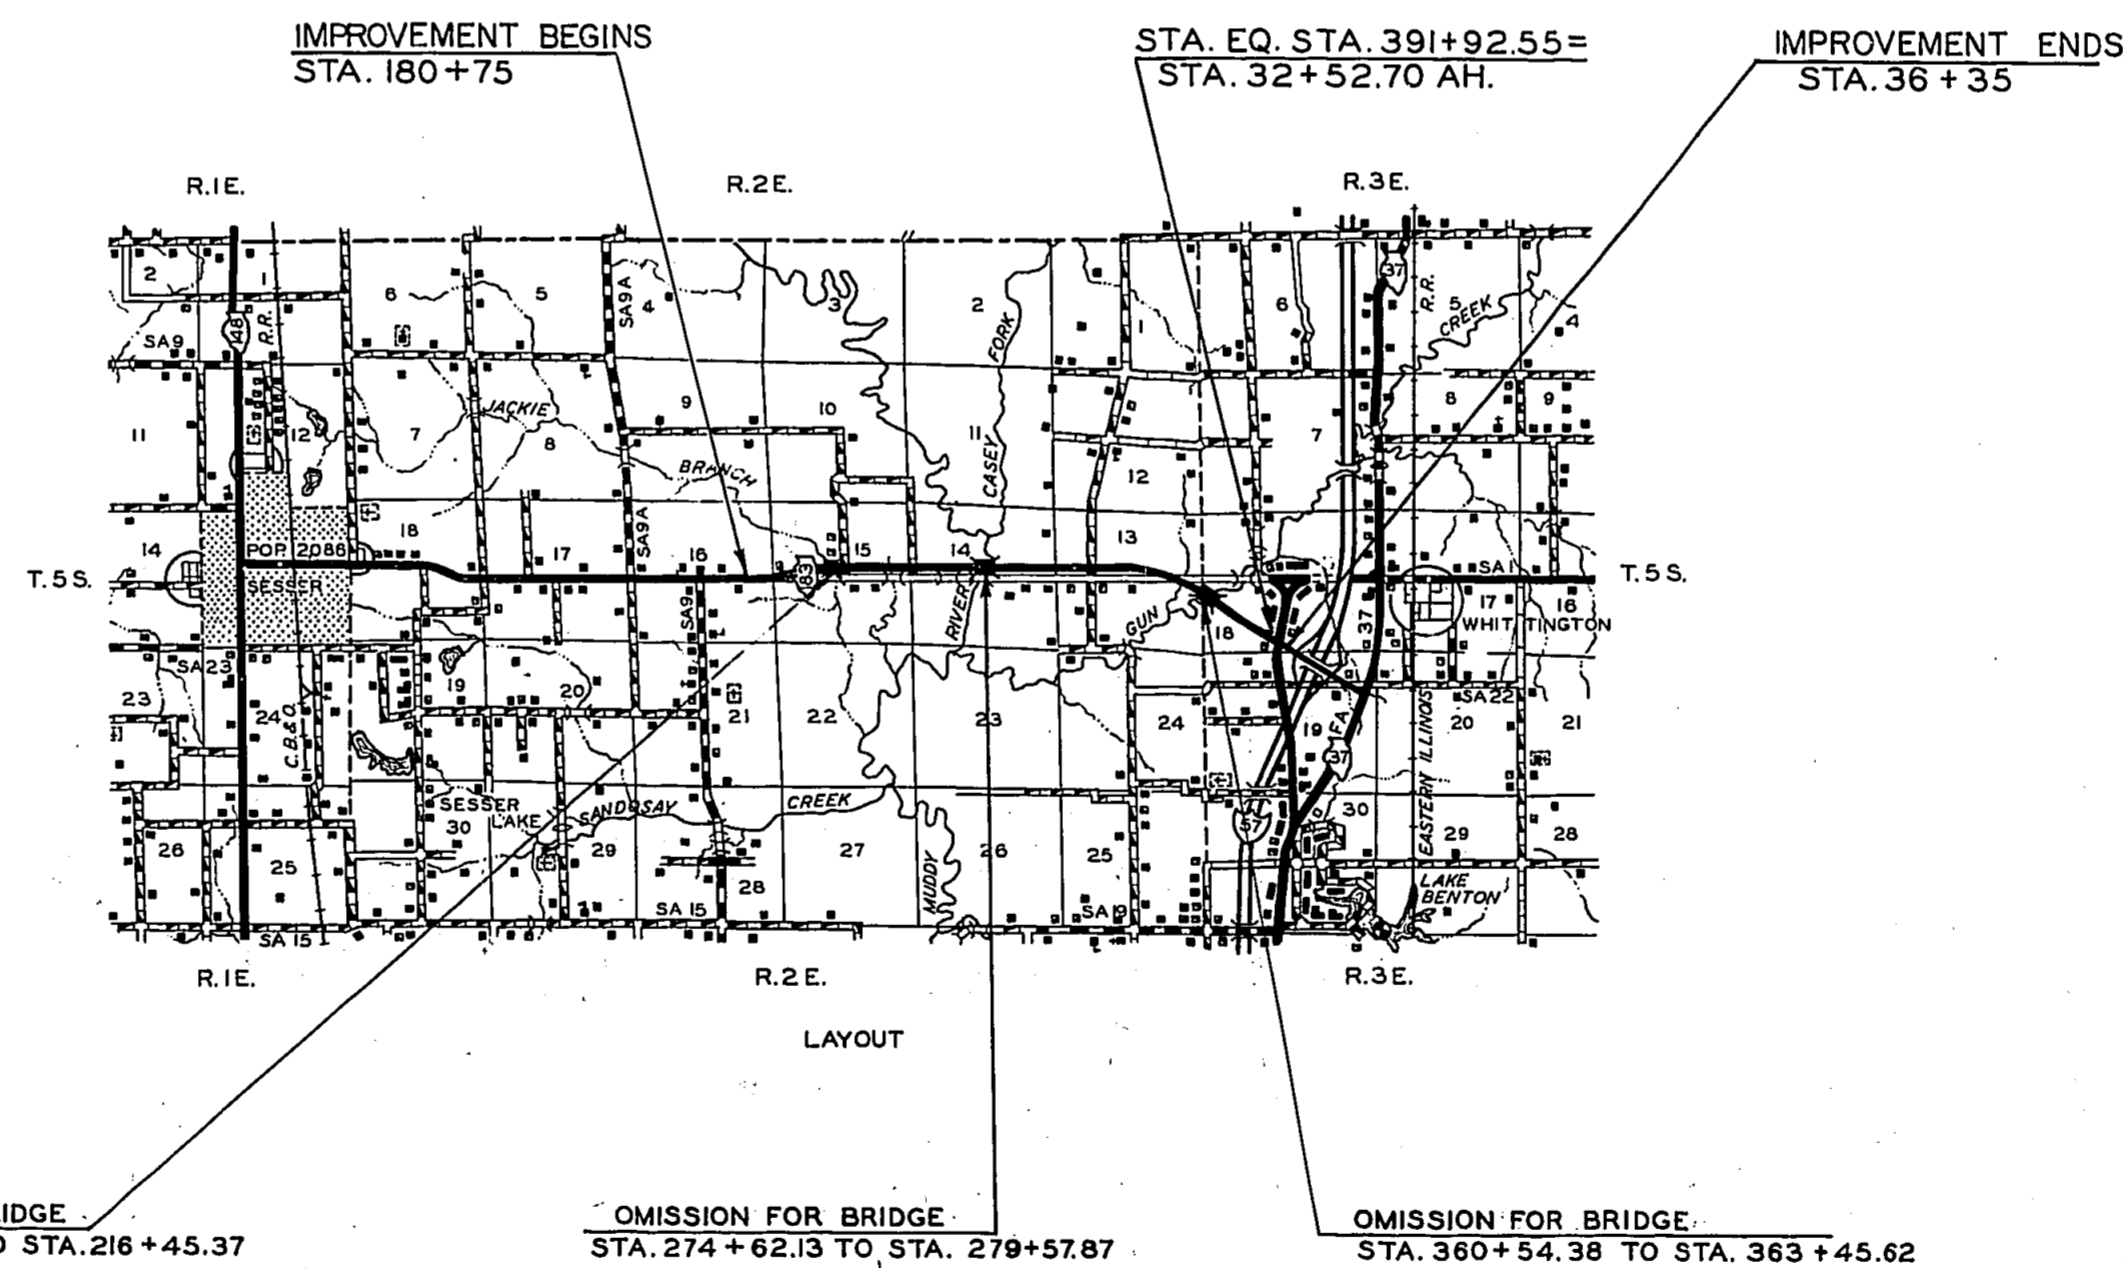 IMPROVEMENT BEGINS
STA. 180+75
STA. EQ. STA. 391+92.55=
STA. 32+52.70 AH.
IMPROVEMENT ENDS
STA. 36+35
R.1E.
R.2E.
R.3E.
37
2
1
6
5
SA9A
4
3
2
1
6
R.R.
5
CREEK
4
148
R.R.
SA9
FORK
11
12
7
JACKIE
8
9
10
11
CASEY
12
7
8
9
BRANCH
14
POP. 2086
18
17
SA9A
16
15
14
13
SA1
T.5S.
SESSER
183
T.5S.
SA9
RIVER
GUN
18
37
17
16
WHITTINGTON
SA23
23
24
C.B.&Q.
19
20
21
22
23
24
19
FA
37
EASTERN ILLINOIS
SA22
20
21
SESSER
LAKE
SANDUSAY
CREEK
30
57
30
26
25
29
28
27
MUDDY
26
25
29
28
LAKE
BENTON
SA 15
SA 15
SA19
R.1E.
R.2E.
R.3E.
LAYOUT
IDGE
STA.216+45.37
OMISSION FOR BRIDGE
STA. 274+62.13 TO STA. 279+57.87
OMISSION FOR BRIDGE
STA. 360+54.38 TO STA. 363+45.62